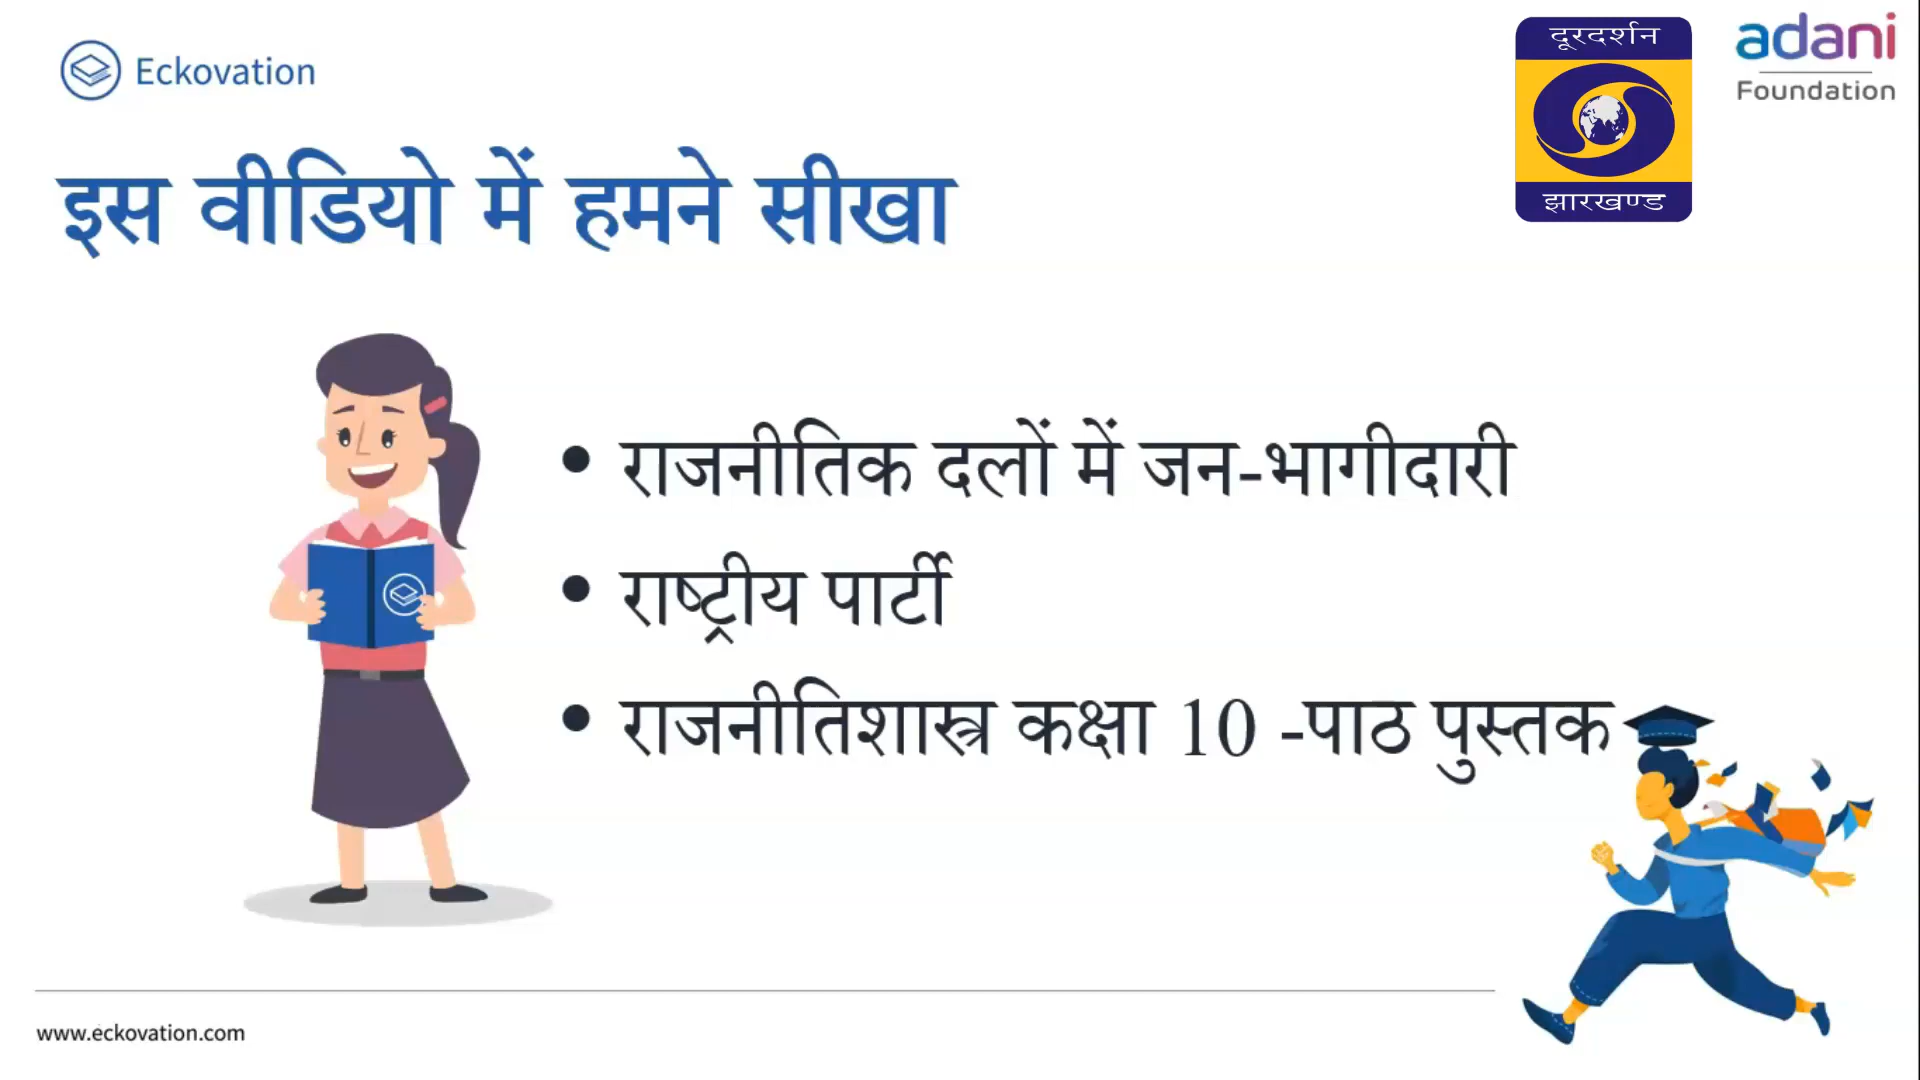 Eckovation
दूरदर्शन
झारखण्ड
adani
Foundation
इस वीडियो में हमने सीखा
• राजनीतिक दलों में जन-भागीदारी
• राष्ट्रीय पार्टी
• राजनीतिशास्त्र कक्षा 10 -पाठ पुस्तक
www.eckovation.com